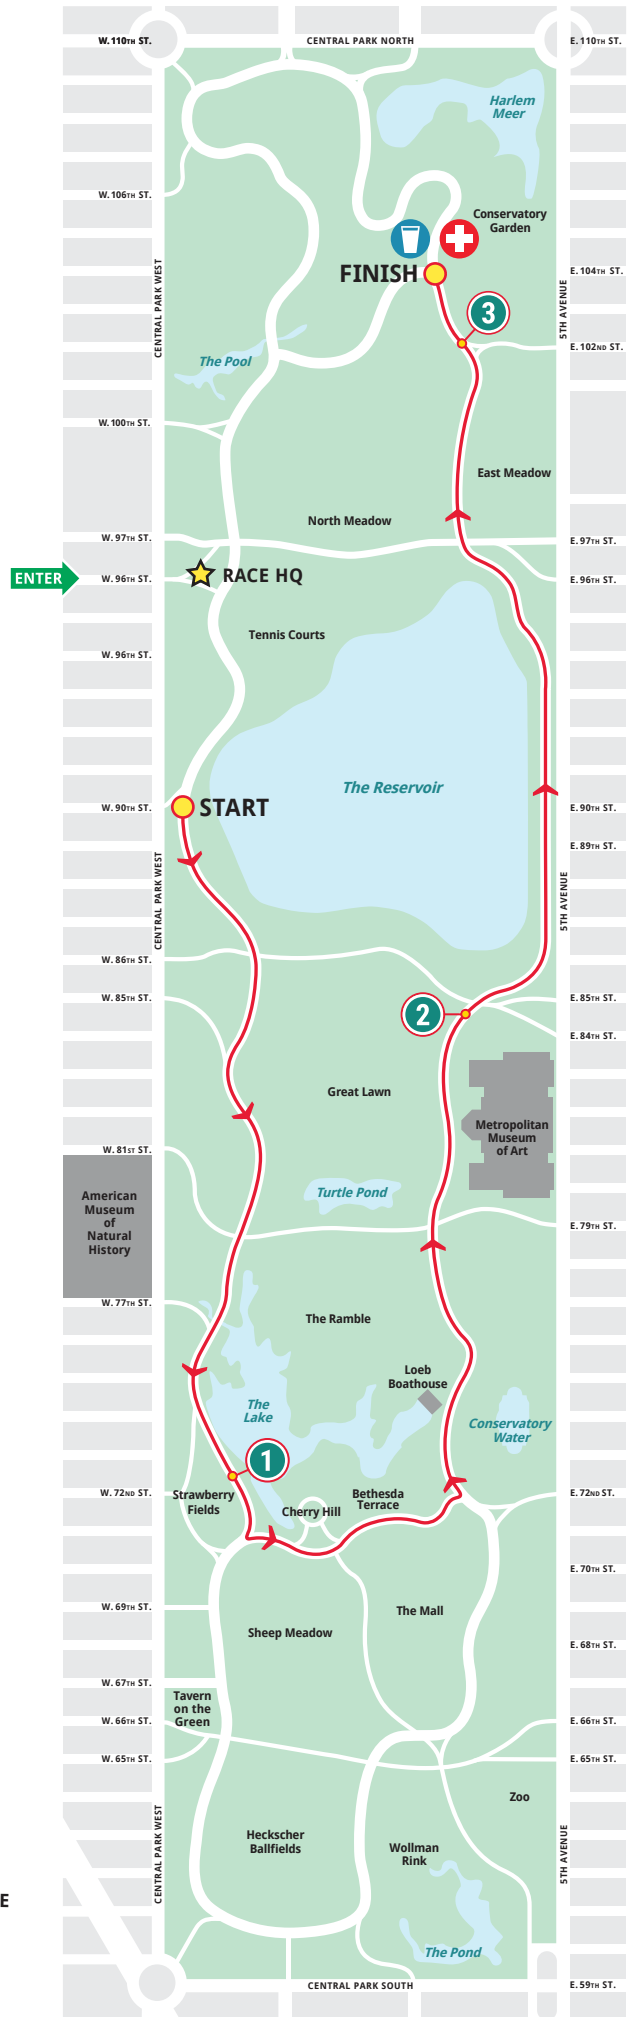 W. 110TH ST.
CENTRAL PARK NORTH
E. 110TH ST.
Harlem
Meer
W. 106TH ST.
Conservatory
Garden
CENTRAL PARK WEST
FINISH
E. 104TH ST.
5TH AVENUE
3
E. 102ND ST.
The Pool
W. 100TH ST.
East Meadow
North Meadow
W. 97TH ST.
E. 97TH ST.
ENTER
W. 96TH ST.
RACE HQ
E. 96TH ST.
Tennis Courts
W. 96TH ST.
The Reservoir
W. 90TH ST.
START
E. 90TH ST.
E. 89TH ST.
CENTRAL PARK WEST
5TH AVENUE
W. 86TH ST.
W. 85TH ST.
E. 85TH ST.
2
E. 84TH ST.
Great Lawn
Metropolitan
Museum
of Art
W. 81ST ST.
American
Museum
of
Natural
History
Turtle Pond
E. 79TH ST.
W. 77TH ST.
The Ramble
Loeb
Boathouse
The
Lake
Conservatory
Water
1
W. 72ND ST.
Strawberry
Fields
Cherry Hill
Bethesda
Terrace
E. 72ND ST.
E. 70TH ST.
W. 69TH ST.
The Mall
Sheep Meadow
E. 68TH ST.
W. 67TH ST.
Tavern
on the
Green
W. 66TH ST.
E. 66TH ST.
W. 65TH ST.
E. 65TH ST.
Zoo
CENTRAL PARK WEST
Heckscher
Ballfields
Wollman
Rink
5TH AVENUE
E
The Pond
CENTRAL PARK SOUTH
E. 59TH ST.